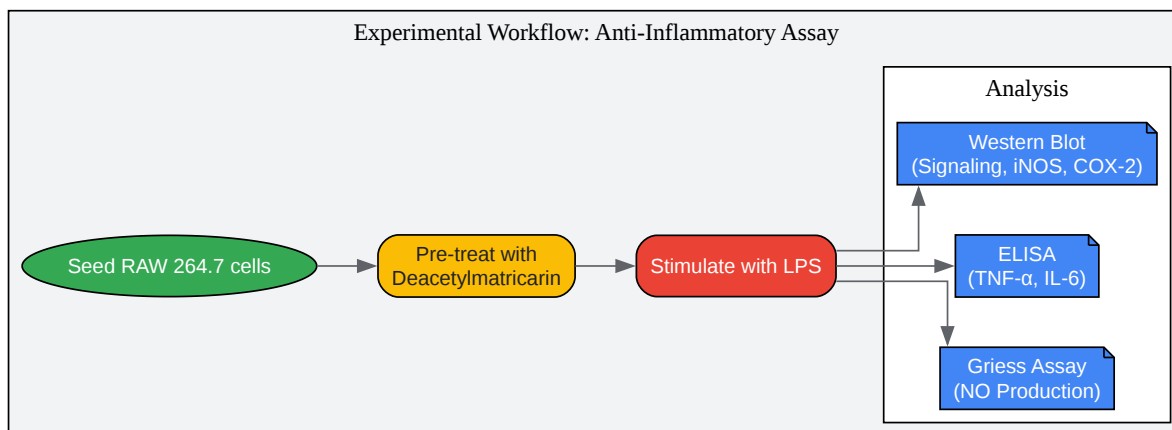 Experimental Workflow: Anti-Inflammatory Assay
Analysis
Western Blot
(Signaling, iNOS, COX-2)
Seed RAW 264.7 cells
Pre-treat with
Deacetylmatricarin
Stimulate with LPS
ELISA
(TNF-α, IL-6)
Griess Assay
(NO Production)